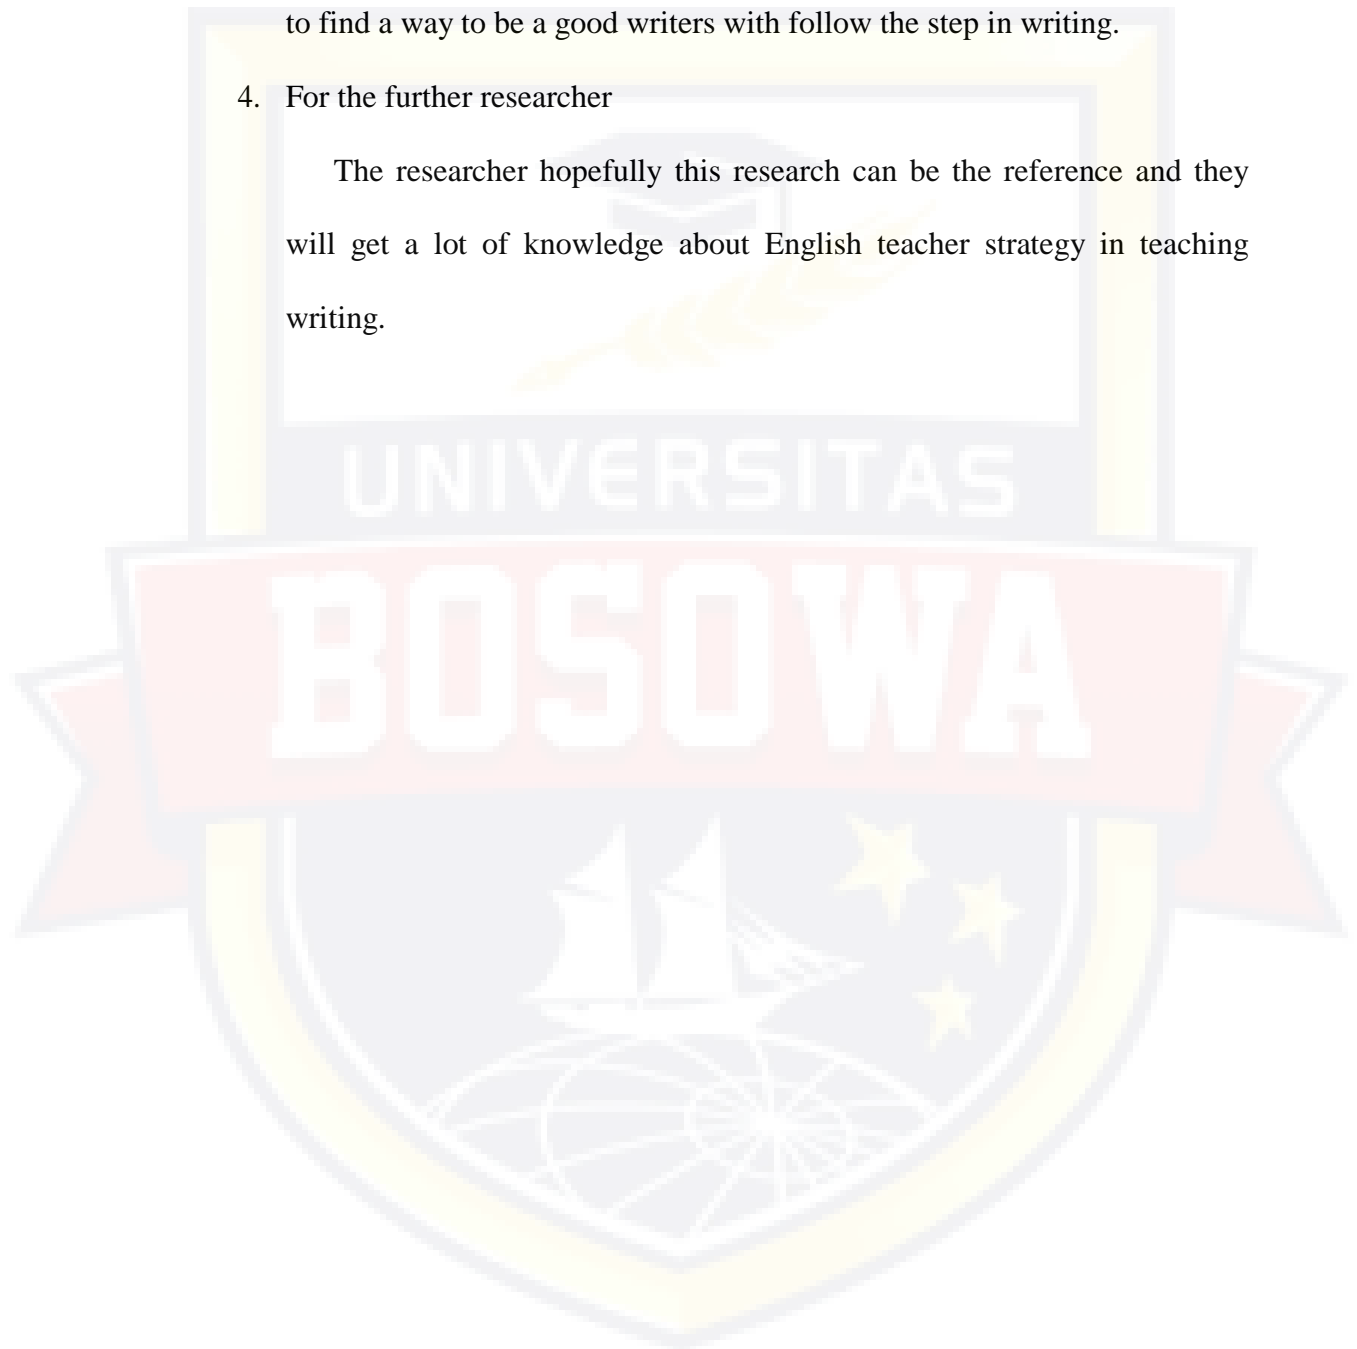 to find a way to be a good writers with follow the step in writing.
4. For the further researcher
The researcher hopefully this research can be the reference and they
will get a lot of knowledge about English teacher strategy in teaching
writing.
UNIVERSITAS
BOSOWA